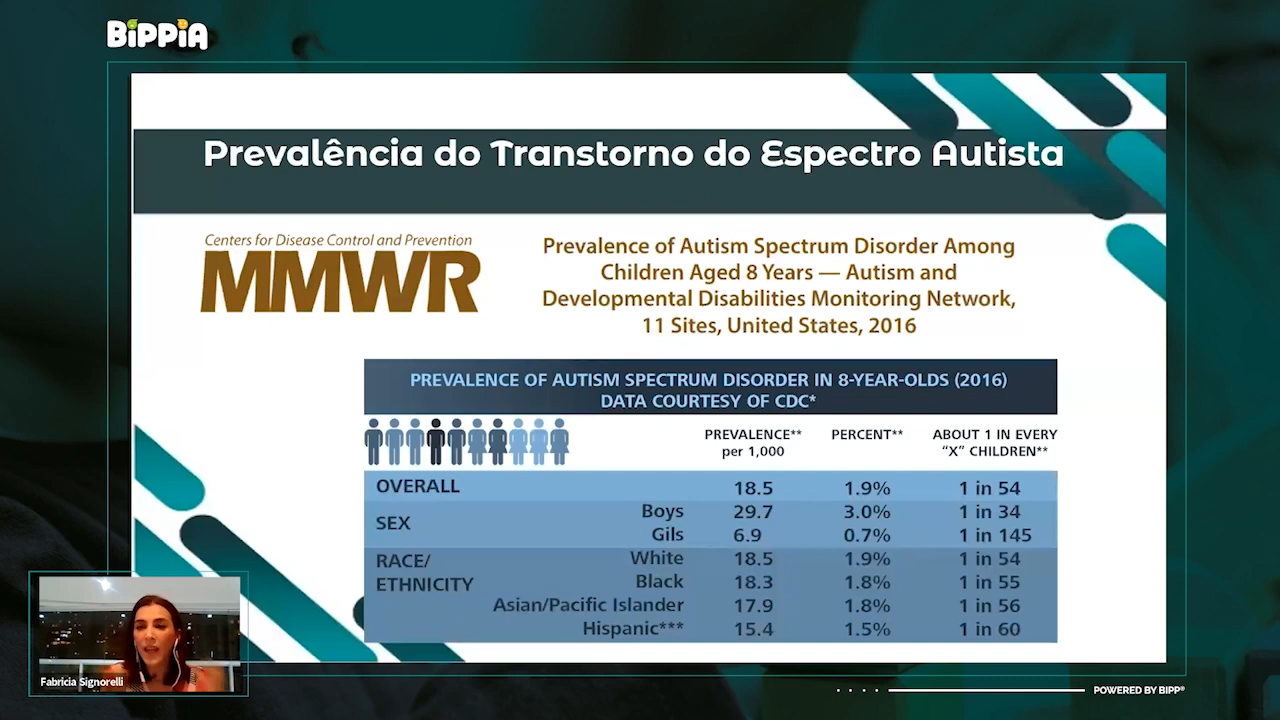 BiPPiA
Prevalência do Transtorno do Espectro Autista
Centers for Disease Control and Prevention
MMWR
Prevalence of Autism Spectrum Disorder Among
Children Aged 8 Years — Autism and
Developmental Disabilities Monitoring Network,
11 Sites, United States, 2016
PREVALENCE OF AUTISM SPECTRUM DISORDER IN 8-YEAR-OLDS (2016)
DATA COURTESY OF CDC*
PREVALENCE** PERCENT** ABOUT 1 IN EVERY
per 1,000 "X" CHILDREN**
OVERALL 18.5 1.9% 1 in 54
SEX Boys 29.7 3.0% 1 in 34
Gils 6.9 0.7% 1 in 145
RACE/ White 18.5 1.9% 1 in 54
ETHNICITY Black 18.3 1.8% 1 in 55
Asian/Pacific Islander 17.9 1.8% 1 in 56
Hispanic*** 15.4 1.5% 1 in 60
Fabricia Signorelli
POWERED BY BIPP®